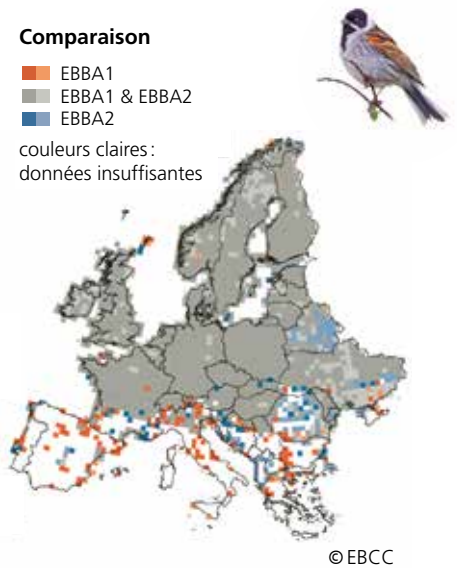 Comparaison
EBBA1
EBBA1 & EBBA2
EBBA2
couleurs claires :
données insuffisantes
© EBCC